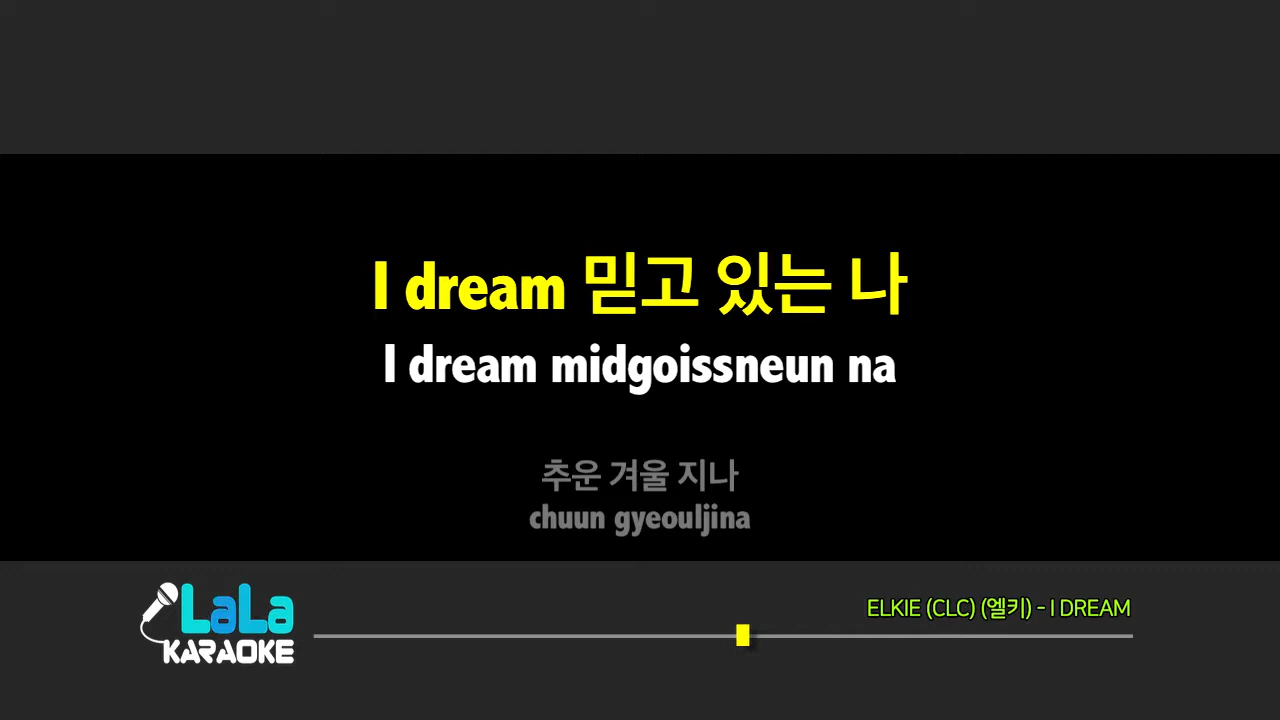 I dream 믿고 있는 나
I dream midgoissneun na
추운 겨울 지나
chuun gyeouljina
LaLa
KARAOKE
ELKIE (CLC) (엘키) - I DREAM